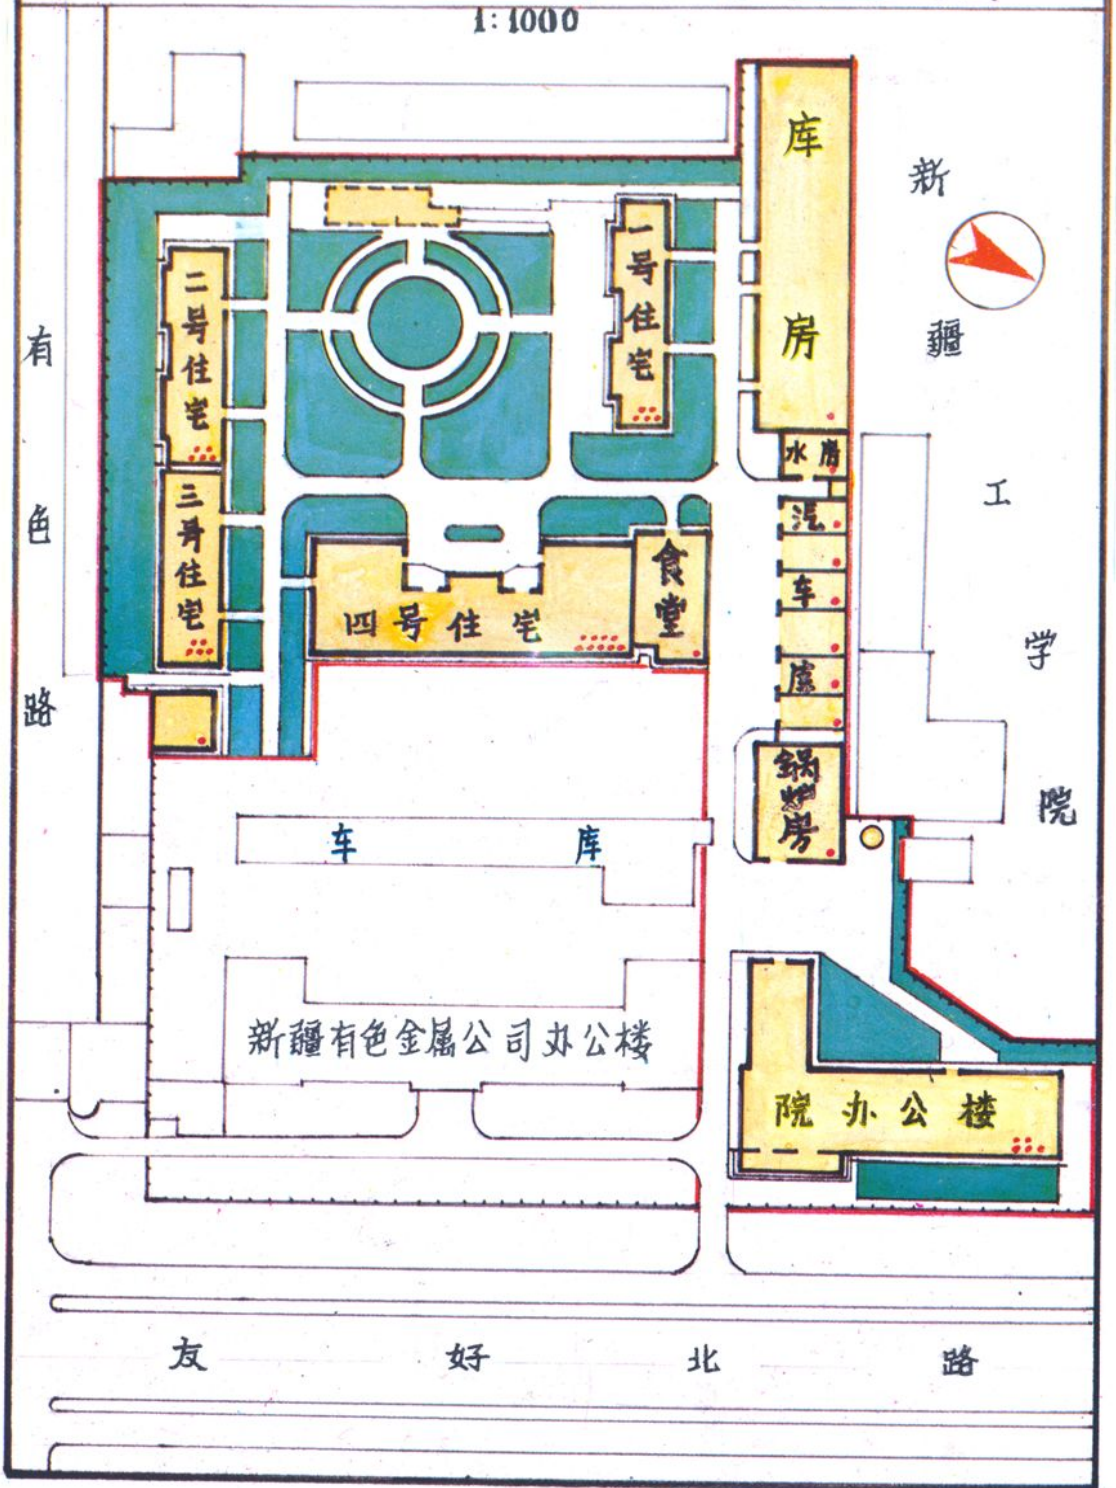 1:1000
库房
新疆工学院
一号住宅
二号住宅
有色路
水房
三号住宅
汽车库
食堂
四号住宅
锅炉房
车库
新疆有色金属公司办公楼
院办公楼
友好北路